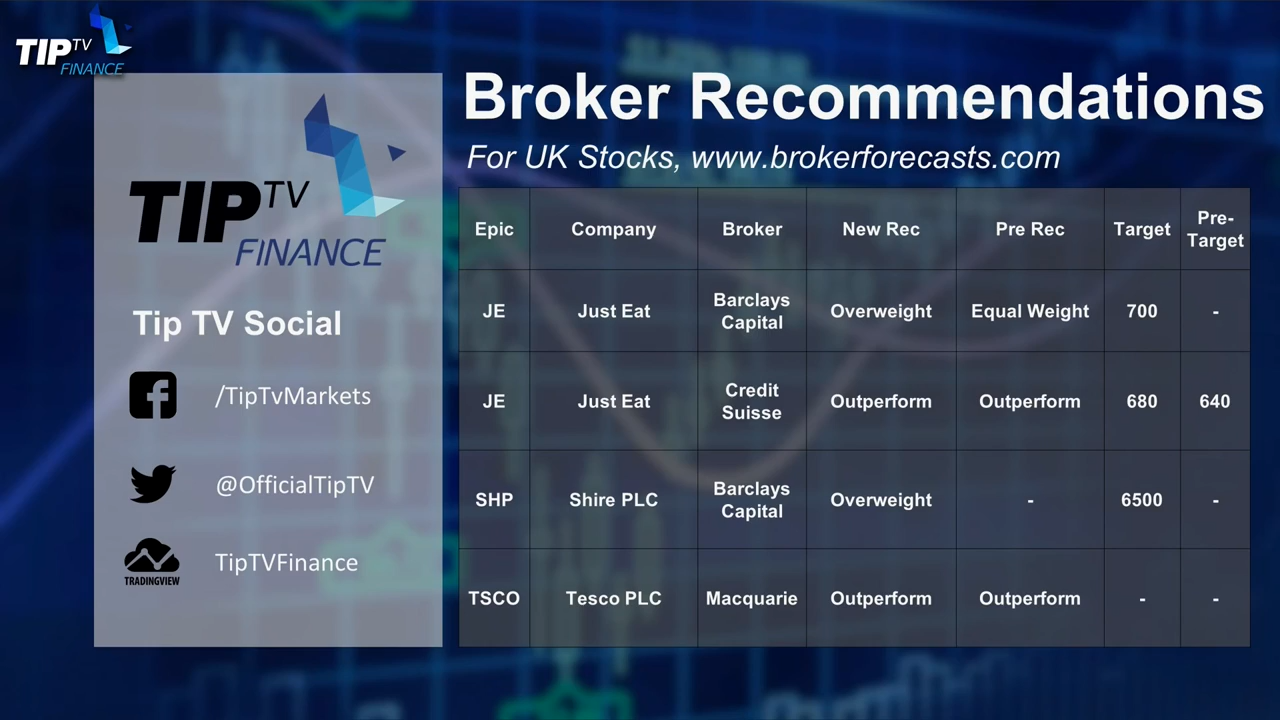 TIP TV
FINANCE
TIP TV
FINANCE
Tip TV Social
/TipTvMarkets
@OfficialTipTV
TRADINGVIEW
TipTVFinance
Broker Recommendations
For UK Stocks, www.brokerforecasts.com
Epic Company Broker New Rec Pre Rec Target Pre-
Target
JE Just Eat Barclays
Capital Overweight Equal Weight 700 -
JE Just Eat Credit
Suisse Outperform Outperform 680 640
SHP Shire PLC Barclays
Capital Overweight - 6500 -
TSCO Tesco PLC Macquarie Outperform Outperform - -